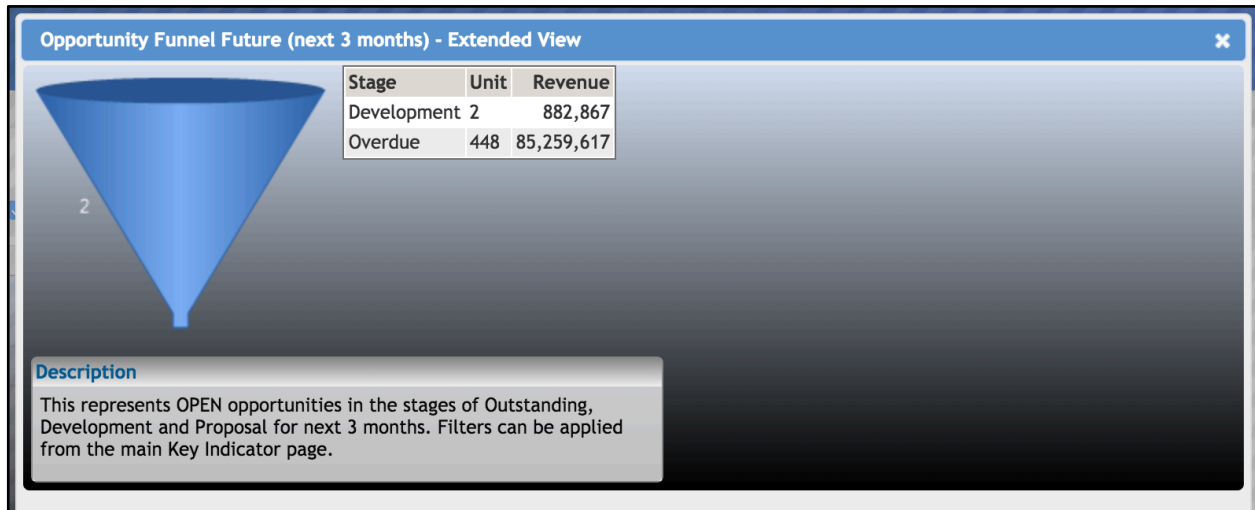 Opportunity Funnel Future (next 3 months) - Extended View
Stage Unit Revenue
Development 2 882,867
Overdue 448 85,259,617
2
Description
This represents OPEN opportunities in the stages of Outstanding,
Development and Proposal for next 3 months. Filters can be applied
from the main Key Indicator page.